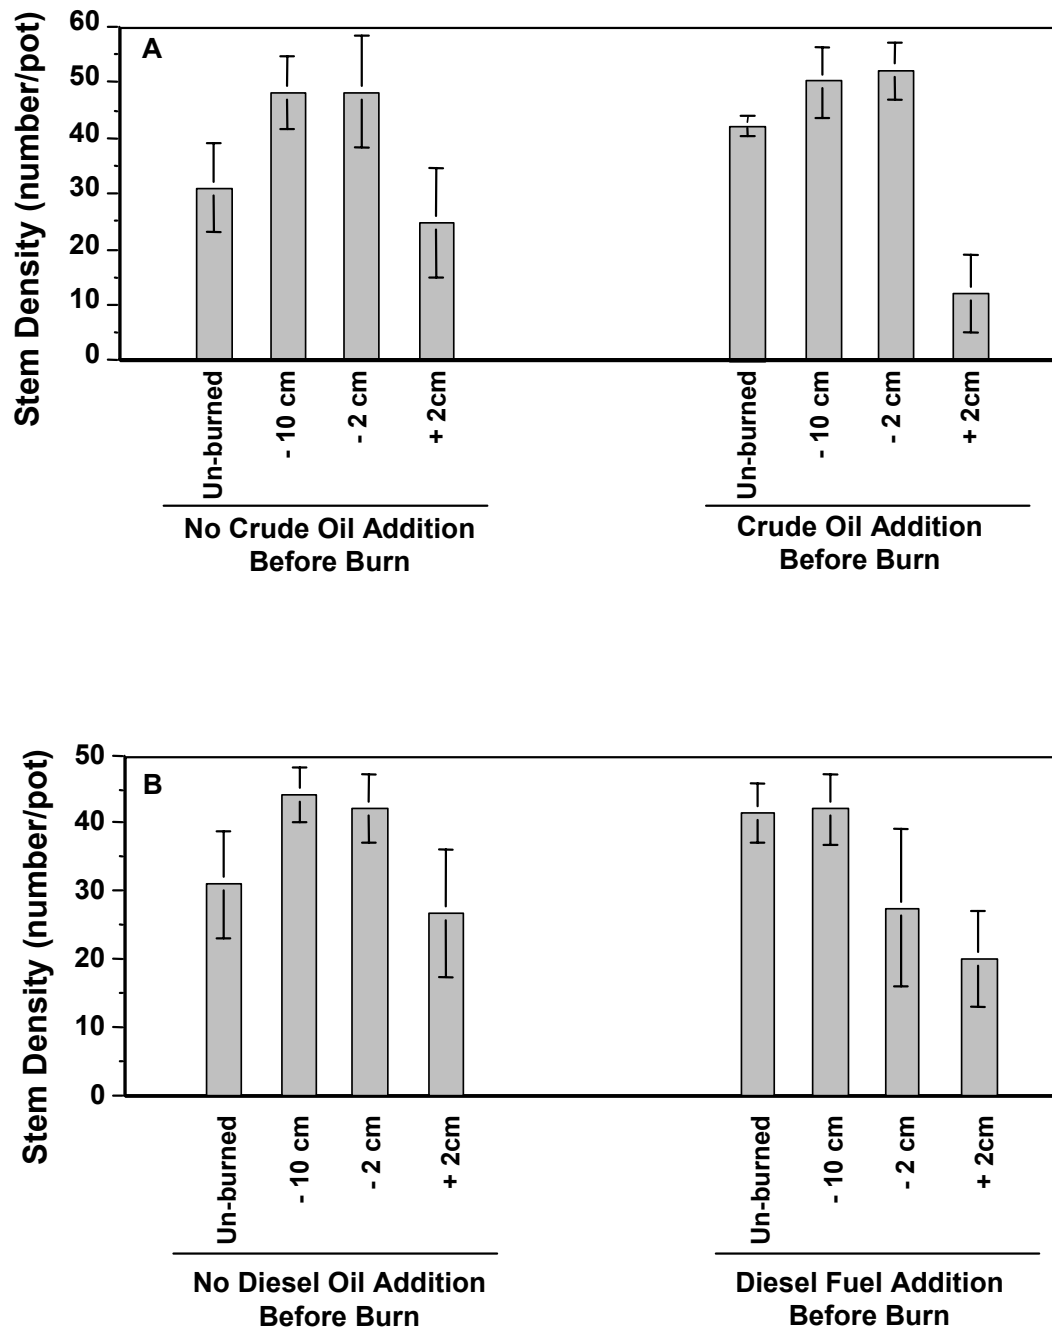 A
Stem Density (number/pot)
60
50
40
30
20
10
0
Un-burned
- 10 cm
- 2 cm
+ 2cm
Un-burned
- 10 cm
- 2 cm
+ 2cm
No Crude Oil Addition
Before Burn
Crude Oil Addition
Before Burn
B
Stem Density (number/pot)
50
40
30
20
10
0
Un-burned
- 10 cm
- 2 cm
+ 2cm
Un-burned
- 10 cm
- 2 cm
+ 2cm
No Diesel Oil Addition
Before Burn
Diesel Fuel Addition
Before Burn